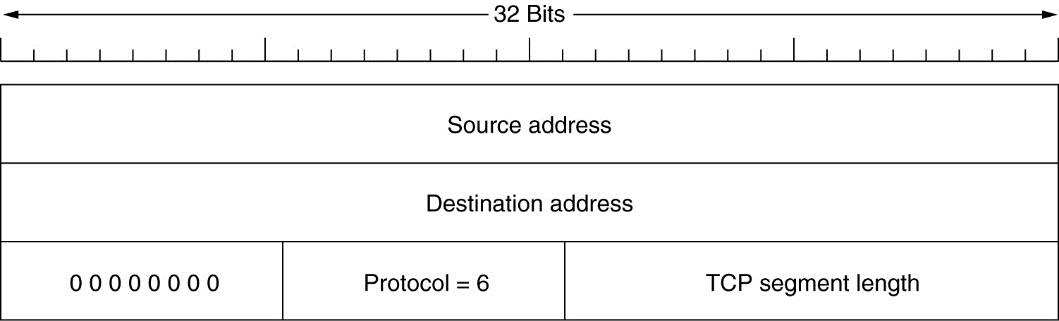 32 Bits
Source address
Destination address
0 0 0 0 0 0 0 0 Protocol = 6 TCP segment length